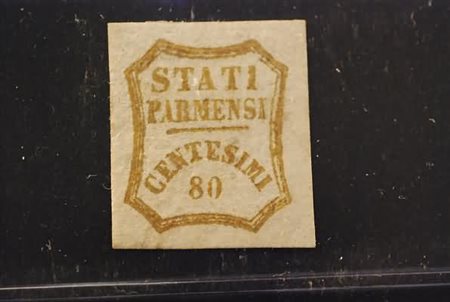 STATI
PARMENSI
CENTESIMI
80